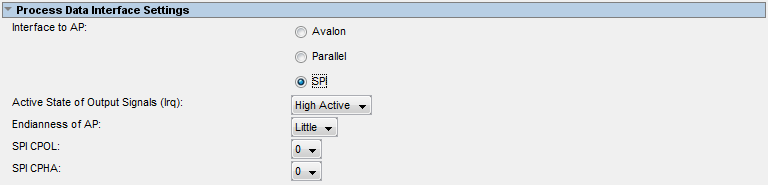 Process Data Interface Settings
Interface to AP:
Avalon
Parallel
SPI
Active State of Output Signals (Irq): High Active
Endianness of AP: Little
SPI CPOL: 0
SPI CPHA: 0